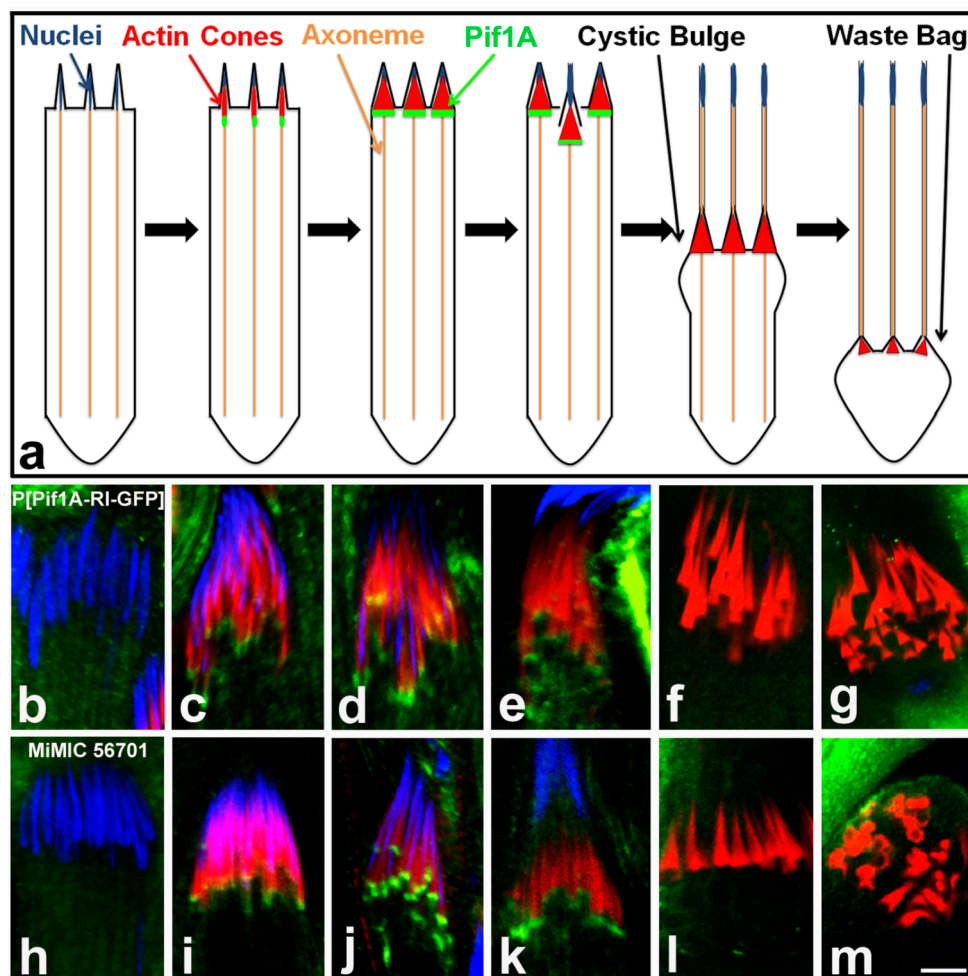 Nuclei Actin Cones Axoneme Pif1A Cystic Bulge Waste Bag
a
P[Pif1A-RI-GFP]
b c d e f g
MiMIC 56701
h i j k l m